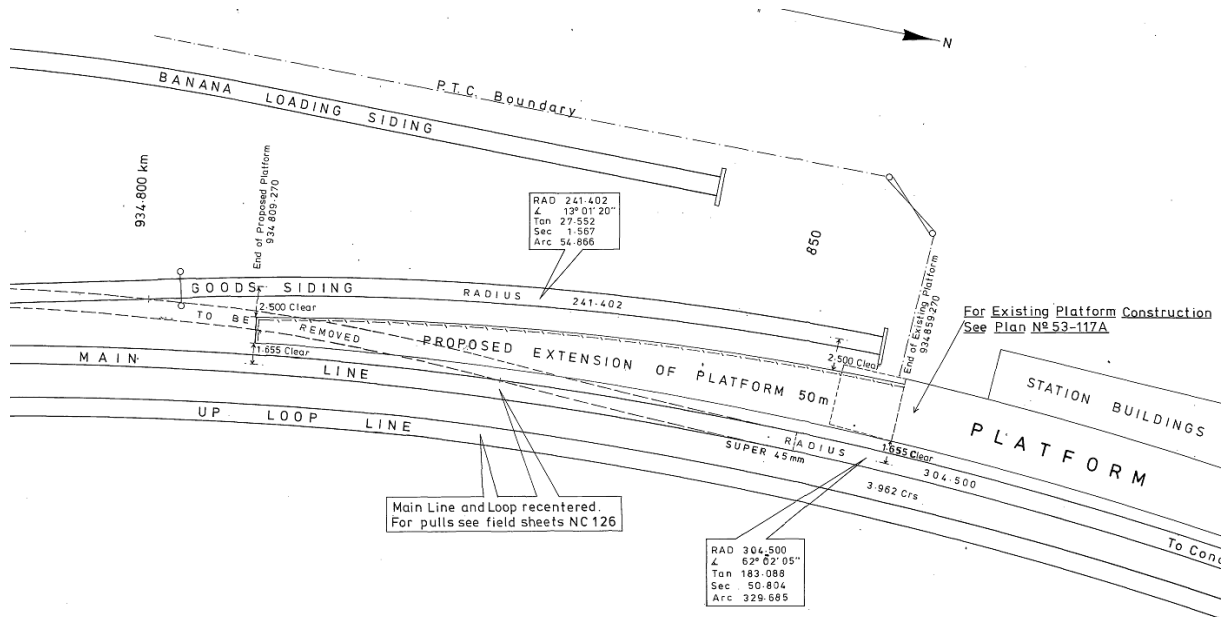 N
P.T.C. Boundary
BANANA LOADING SIDING
934.800 km
End of Proposed Platform
934 809.270
RAD 241.402
∡ 13° 01' 20"
Tan 27.552
Sec 1.567
Arc 54.866
850
End of Existing Platform
934.859.270
For Existing Platform Construction
See Plan Nº 53-117A
GOODS SIDING RADIUS 241.402
2.500 Clear
TO BE REMOVED
1.655 Clear
PROPOSED EXTENSION OF PLATFORM 50m
2.500 Clear
STATION BUILDINGS
PLATFORM
MAIN LINE
RADIUS 304.500
1.655 Clear
SUPER 45mm
UP LOOP LINE
3.962 Crs
To Conc
Main Line and Loop recentered.
For pulls see field sheets NC 126
RAD 304.500
∡ 62° 02' 05"
Tan 183.088
Sec 50.804
Arc 329.685